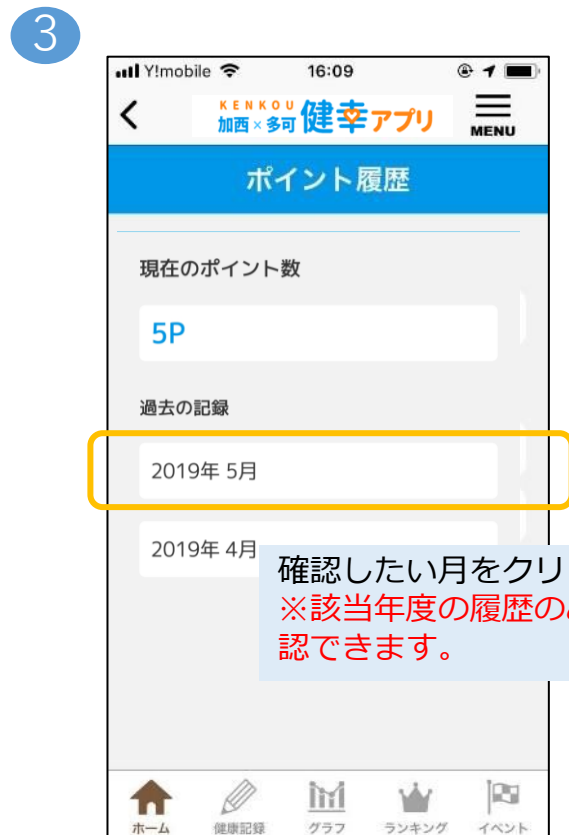 3
Y!mobile 16:09
KENKOU
加西×多可 健幸アプリ
MENU
ポイント履歴
現在のポイント数
5P
過去の記録
2019年 5月
2019年 4月
確認したい月をクリ
※該当年度の履歴の
認できます。
ホーム 健康記録 グラフ ランキング イベント